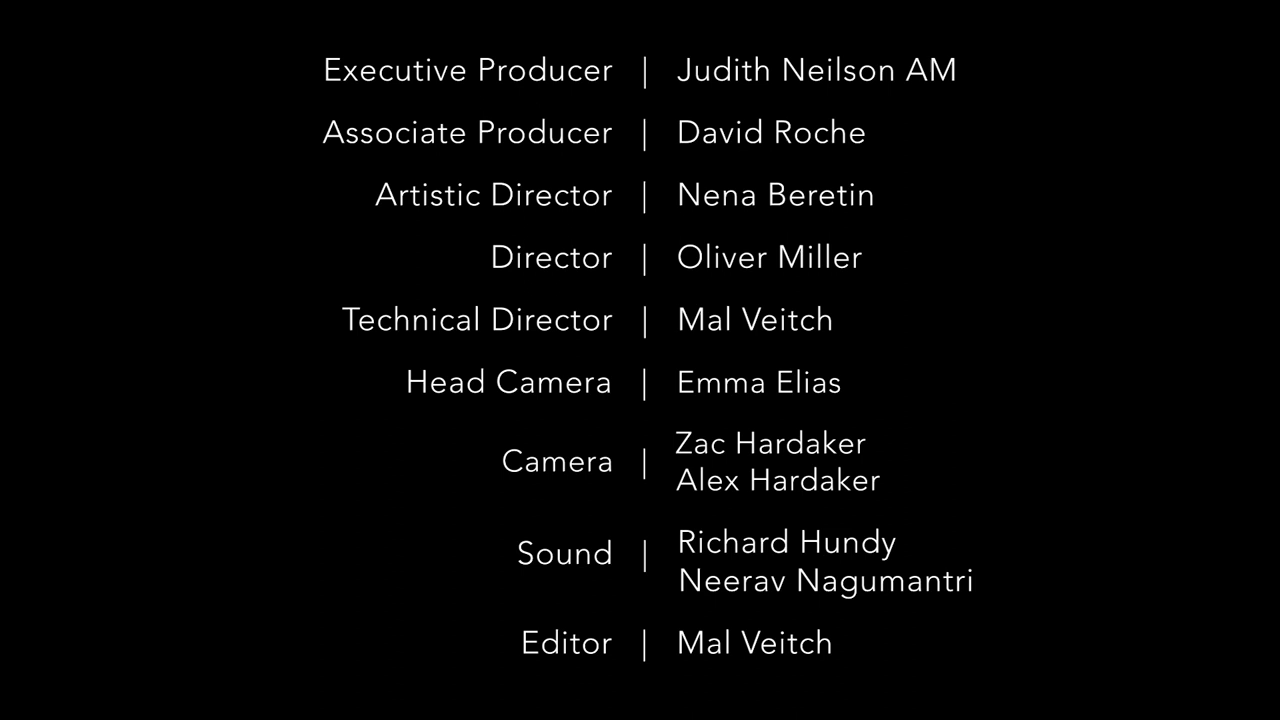 Executive Producer | Judith Neilson AM
Associate Producer | David Roche
Artistic Director | Nena Beretin
Director | Oliver Miller
Technical Director | Mal Veitch
Head Camera | Emma Elias
Camera | Zac Hardaker
Alex Hardaker
Sound | Richard Hundy
Neerav Nagumantri
Editor | Mal Veitch